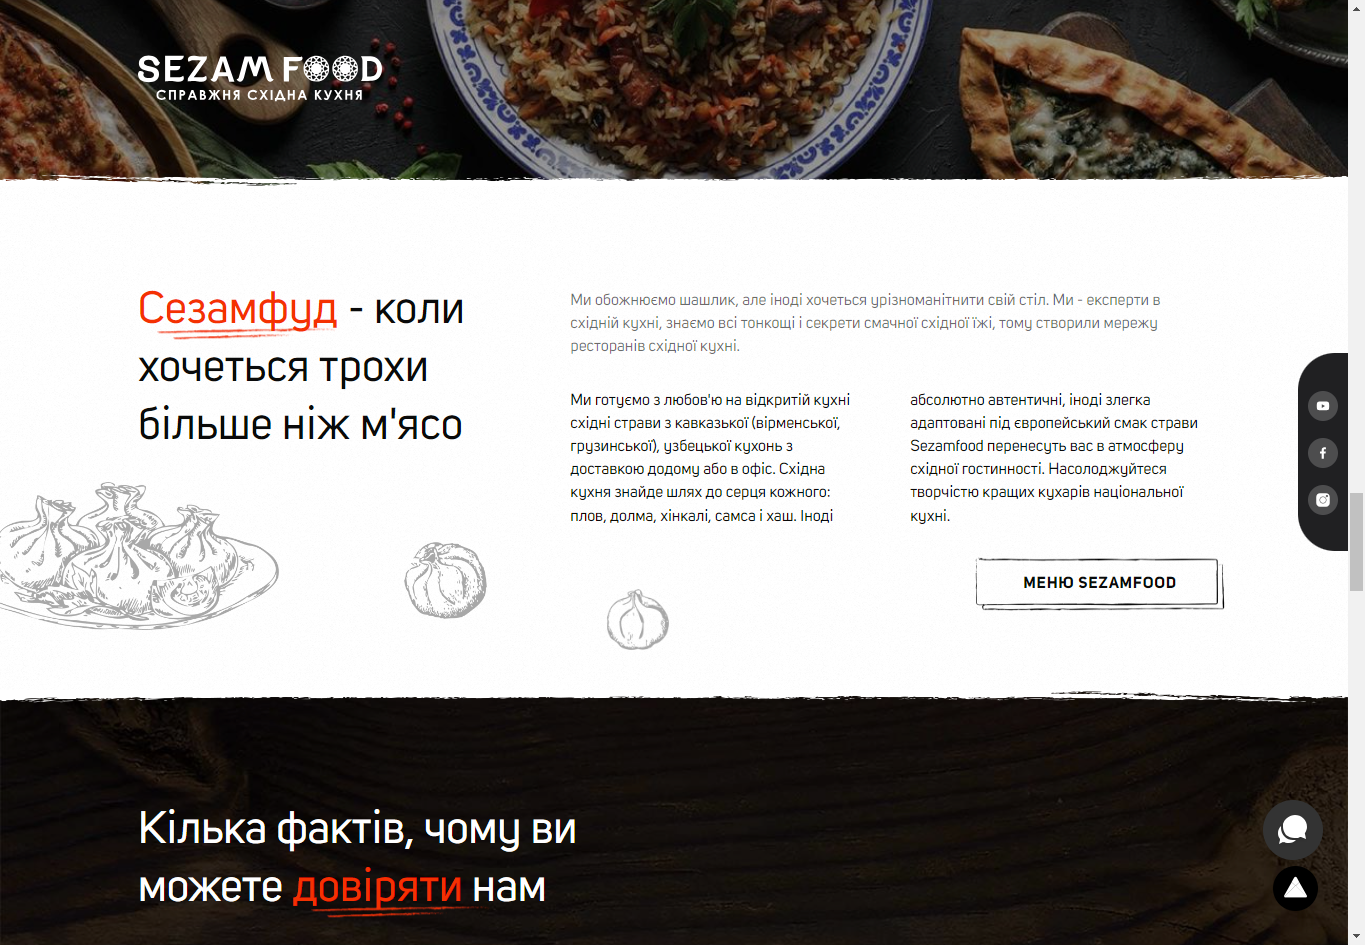 SEZAM FOOD
СПРАВЖНЯ СХІДНА КУХНЯ
Сезамфуд - коли
хочеться трохи
більше ніж м'ясо
Ми обожнюємо шашлик, але іноді хочеться урізноманітнити свій стіл. Ми - експерти в
східній кухні, знаємо всі тонкощі і секрети смачної східної їжі, тому створили мережу
ресторанів східної кухні.
Ми готуємо з любов'ю на відкритій кухні
східні страви з кавказької (вірменської,
грузинської), узбецької кухонь з
доставкою додому або в офіс. Східна
кухня знайде шлях до серця кожного:
плов, долма, хінкалі, самса і хаш. Іноді
абсолютно автентичні, іноді злегка
адаптовані під європейський смак страви
Sezamfood перенесуть вас в атмосферу
східної гостинності. Насолоджуйтеся
творчістю кращих кухарів національної
кухні.
МЕНЮ SEZAMFOOD
Кілька фактів, чому ви
можете довіряти нам